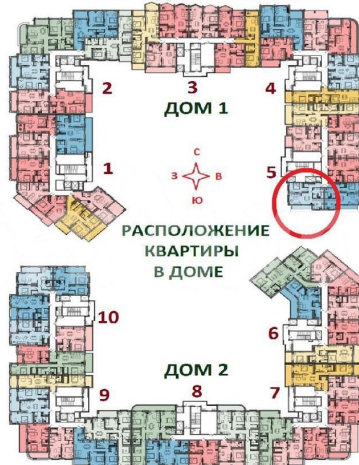 2
3
4
ДОМ 1
1
С
З В
Ю
5
РАСПОЛОЖЕНИЕ
КВАРТИРЫ
В ДОМЕ
10
6
ДОМ 2
9
8
7